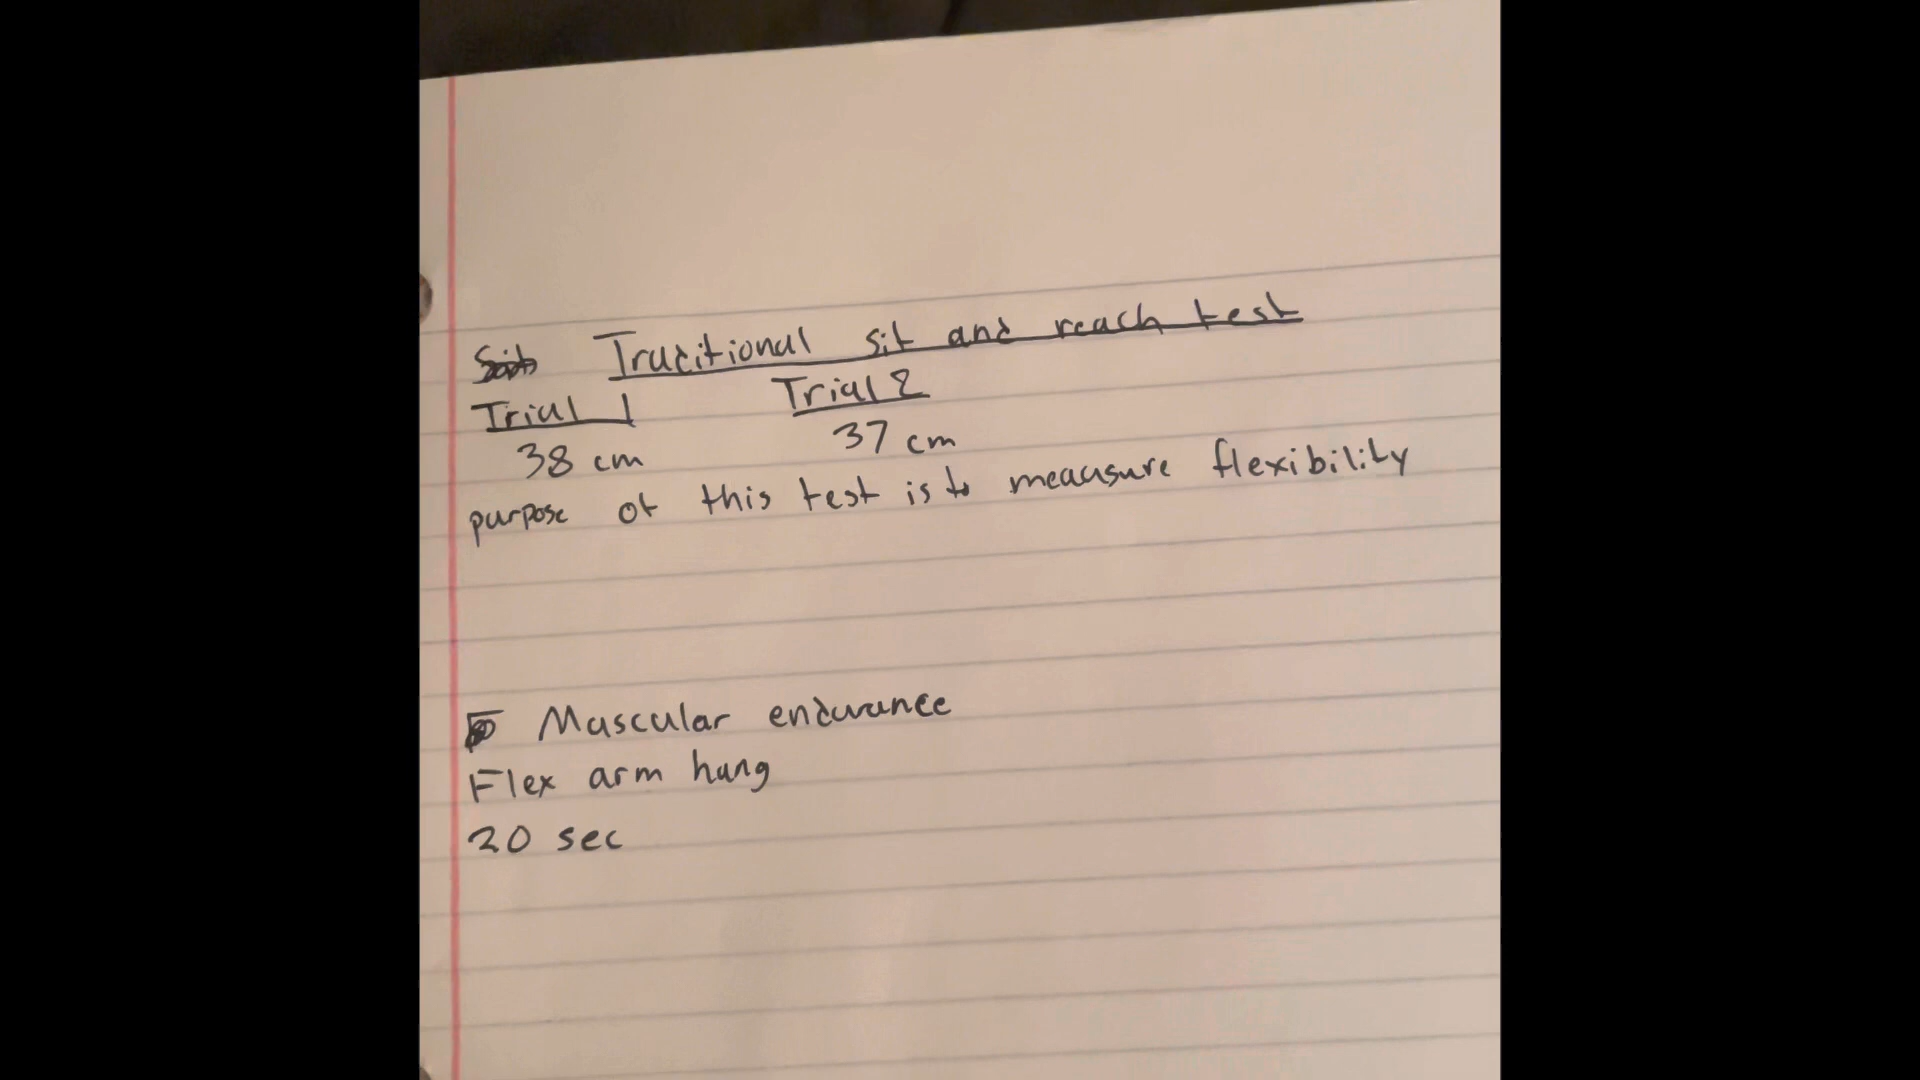 Traditional sit and reach test
Trial 1 Trial 2
38 cm 37 cm
purpose of this test is to meausure flexibility
Muscular endurance
Flex arm hang
20 sec